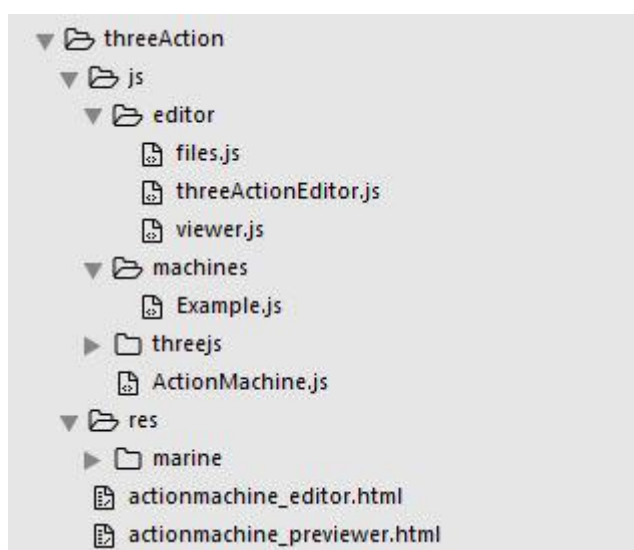 threeAction
js
editor
files.js
threeActionEditor.js
viewer.js
machines
Example.js
threejs
ActionMachine.js
res
marine
actionmachine_editor.html
actionmachine_previewer.html